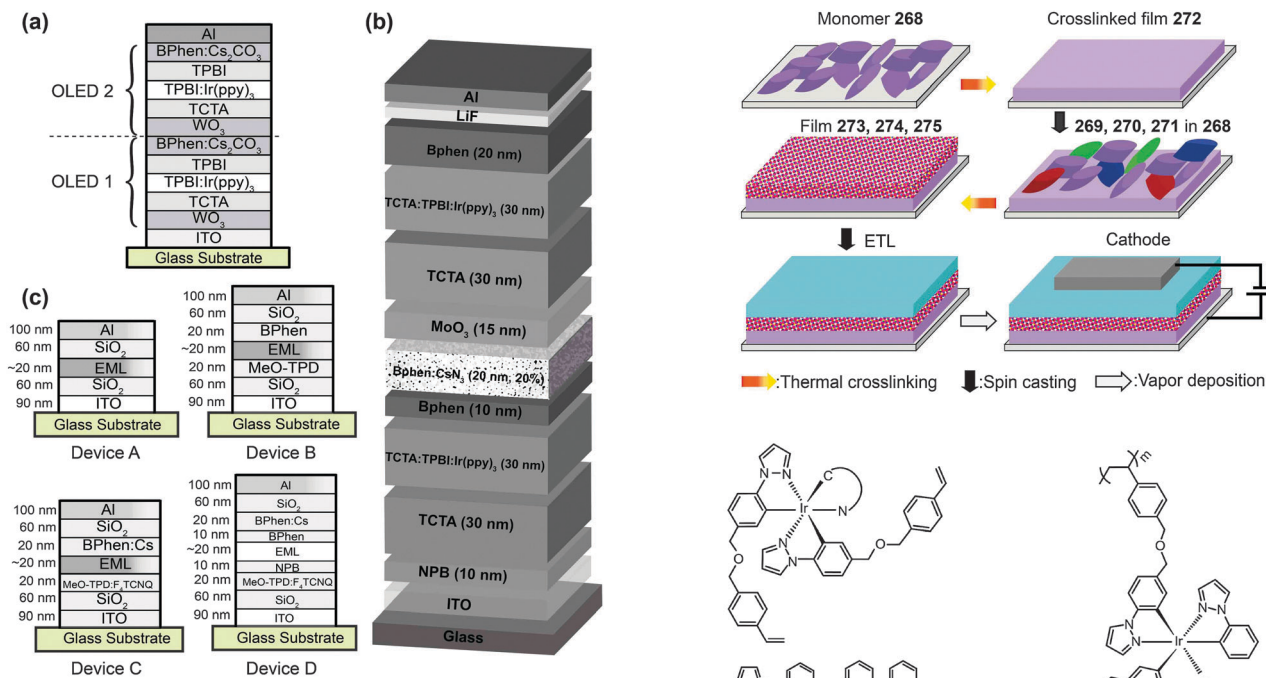 (a)
Al
BPhen:Cs2CO3
TPBI
TPBI:Ir(ppy)3
TCTA
WO3
BPhen:Cs2CO3
TPBI
TPBI:Ir(ppy)3
TCTA
WO3
ITO
Glass Substrate
OLED 2
OLED 1
(b)
Al
LiF
Bphen (20 nm)
TCTA:TPBI:Ir(ppy)3 (30 nm)
TCTA (30 nm)
MoO3 (15 nm)
Bphen:CsN3 (20 nm, 20%)
Bphen (10 nm)
TCTA:TPBI:Ir(ppy)3 (30 nm)
TCTA (30 nm)
NPB (10 nm)
ITO
Glass
(c)
100 nm Al
60 nm SiO2
~20 nm EML
60 nm SiO2
90 nm ITO
Glass Substrate
Device A
100 nm Al
60 nm SiO2
20 nm BPhen
~20 nm EML
20 nm MeO-TPD
60 nm SiO2
90 nm ITO
Glass Substrate
Device B
100 nm Al
60 nm SiO2
20 nm BPhen:Cs
~20 nm EML
20 nm MeO-TPD:F4TCNQ
60 nm SiO2
90 nm ITO
Glass Substrate
Device C
100 nm Al
60 nm SiO2
20 nm BPhen:Cs
10 nm BPhen
~20 nm EML
10 nm NPB
20 nm MeO-TPD:F4TCNQ
60 nm SiO2
90 nm ITO
Glass Substrate
Device D
Monomer 268
Crosslinked film 272
Film 273, 274, 275
269, 270, 271 in 268
ETL
Cathode
:Thermal crosslinking
:Spin casting
:Vapor deposition
N
N
C
Ir
N
N
N
O
O
m
O
N
N
N
N
Ir